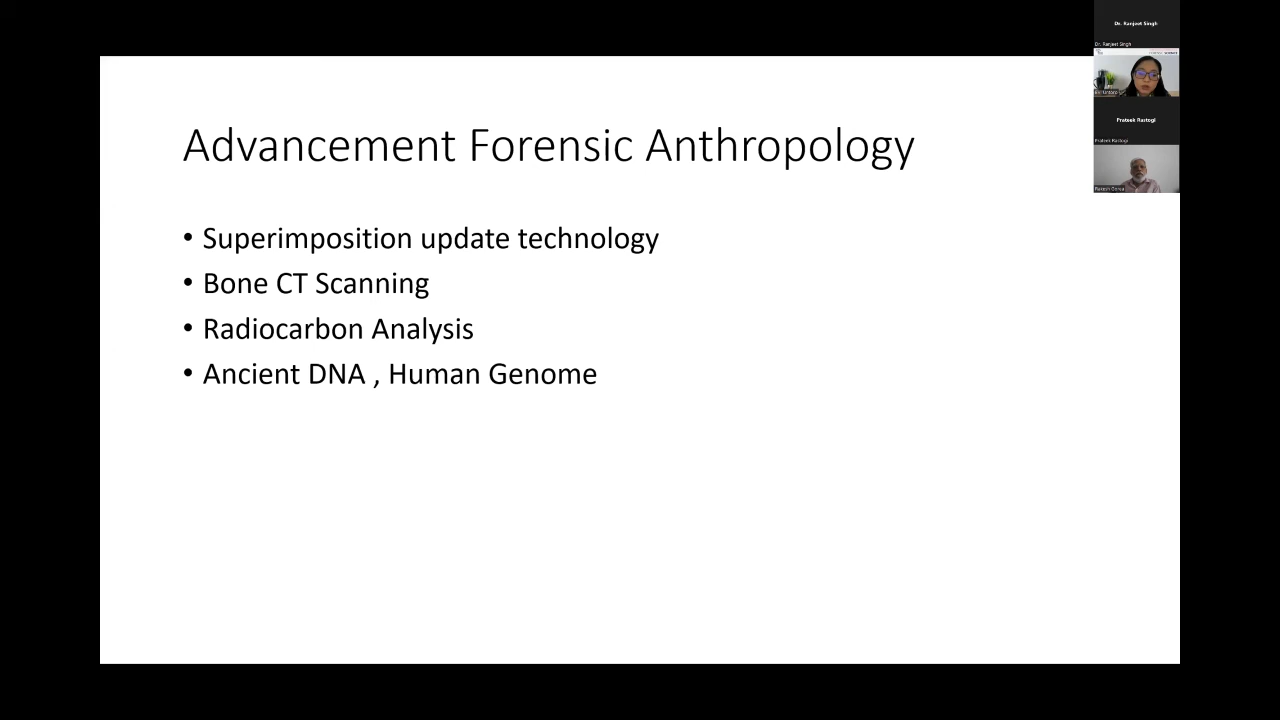 Advancement Forensic Anthropology
• Superimposition update technology
• Bone CT Scanning
• Radiocarbon Analysis
• Ancient DNA , Human Genome
Dr. Ranjeet Singh
Dr. Ranjeet Singh
Prateek Rastogi
Prateek Rastogi